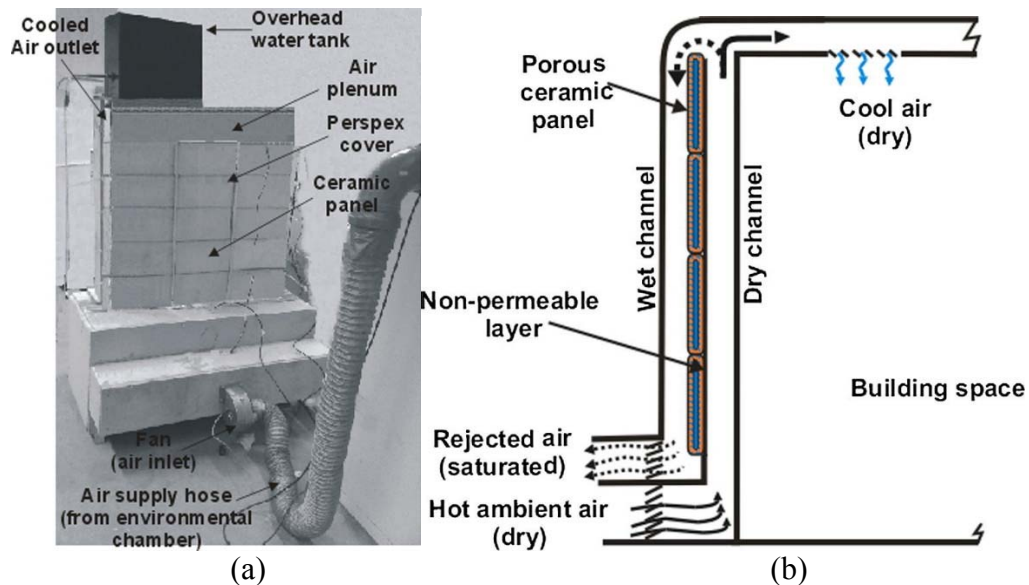 Cooled
Air outlet
Overhead
water tank
Air
plenum
Perspex
cover
Ceramic
panel
Fan
(air inlet)
Air supply hose
(from environmental
chamber)
(a)
Porous
ceramic
panel
Cool air
(dry)
Wet channel
Dry channel
Non-permeable
layer
Building space
Rejected air
(saturated)
Hot ambient air
(dry)
(b)